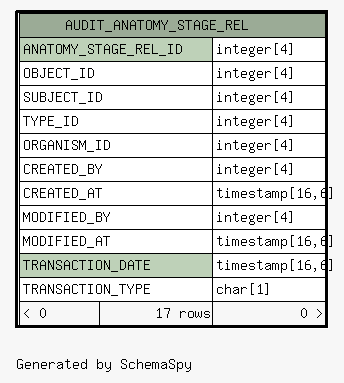 AUDIT_ANATOMY_STAGE_REL
ANATOMY_STAGE_REL_ID integer[4]
OBJECT_ID integer[4]
SUBJECT_ID integer[4]
TYPE_ID integer[4]
ORGANISM_ID integer[4]
CREATED_BY integer[4]
CREATED_AT timestamp[16,6]
MODIFIED_BY integer[4]
MODIFIED_AT timestamp[16,6]
TRANSACTION_DATE timestamp[16,6]
TRANSACTION_TYPE char[1]
< 0 17 rows 0 >
Generated by SchemaSpy